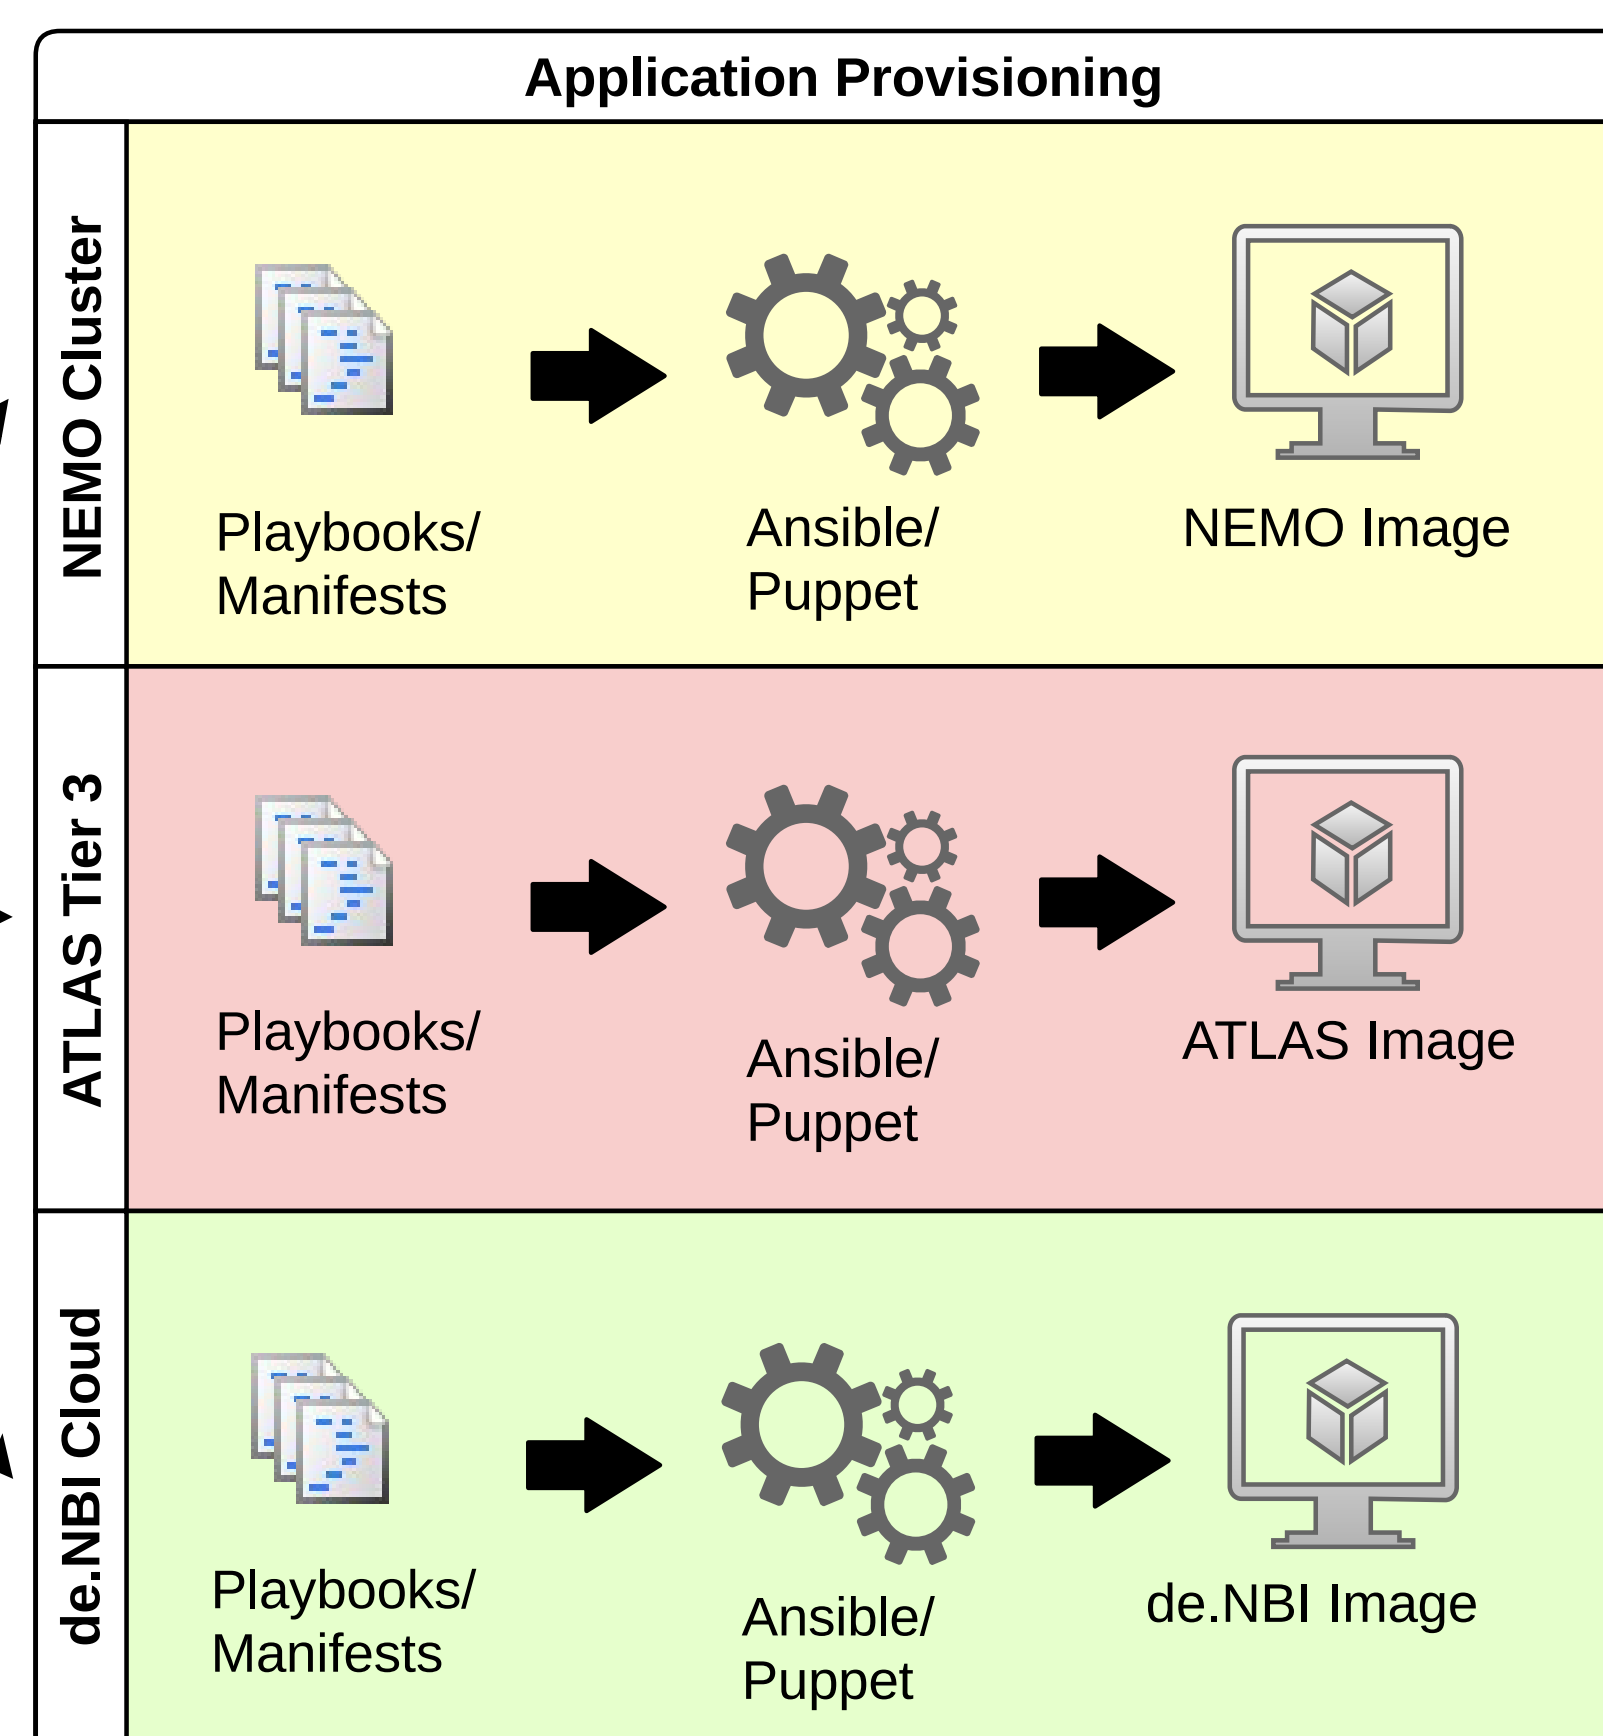 Application Provisioning
NEMO Cluster
Playbooks/
Manifests
Ansible/
Puppet
NEMO Image
ATLAS Tier 3
Playbooks/
Manifests
Ansible/
Puppet
ATLAS Image
de.NBI Cloud
Playbooks/
Manifests
Ansible/
Puppet
de.NBI Image